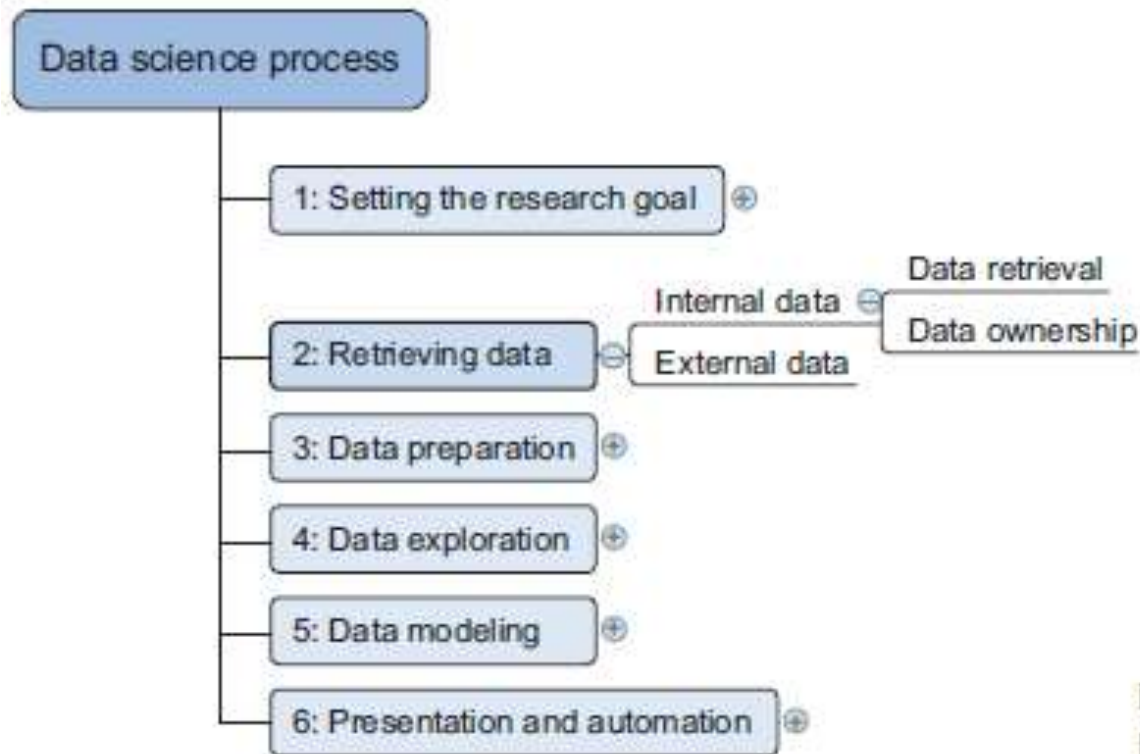 Data science process
1: Setting the research goal
2: Retrieving data
Internal data
Data retrieval
Data ownership
External data
3: Data preparation
4: Data exploration
5: Data modeling
6: Presentation and automation